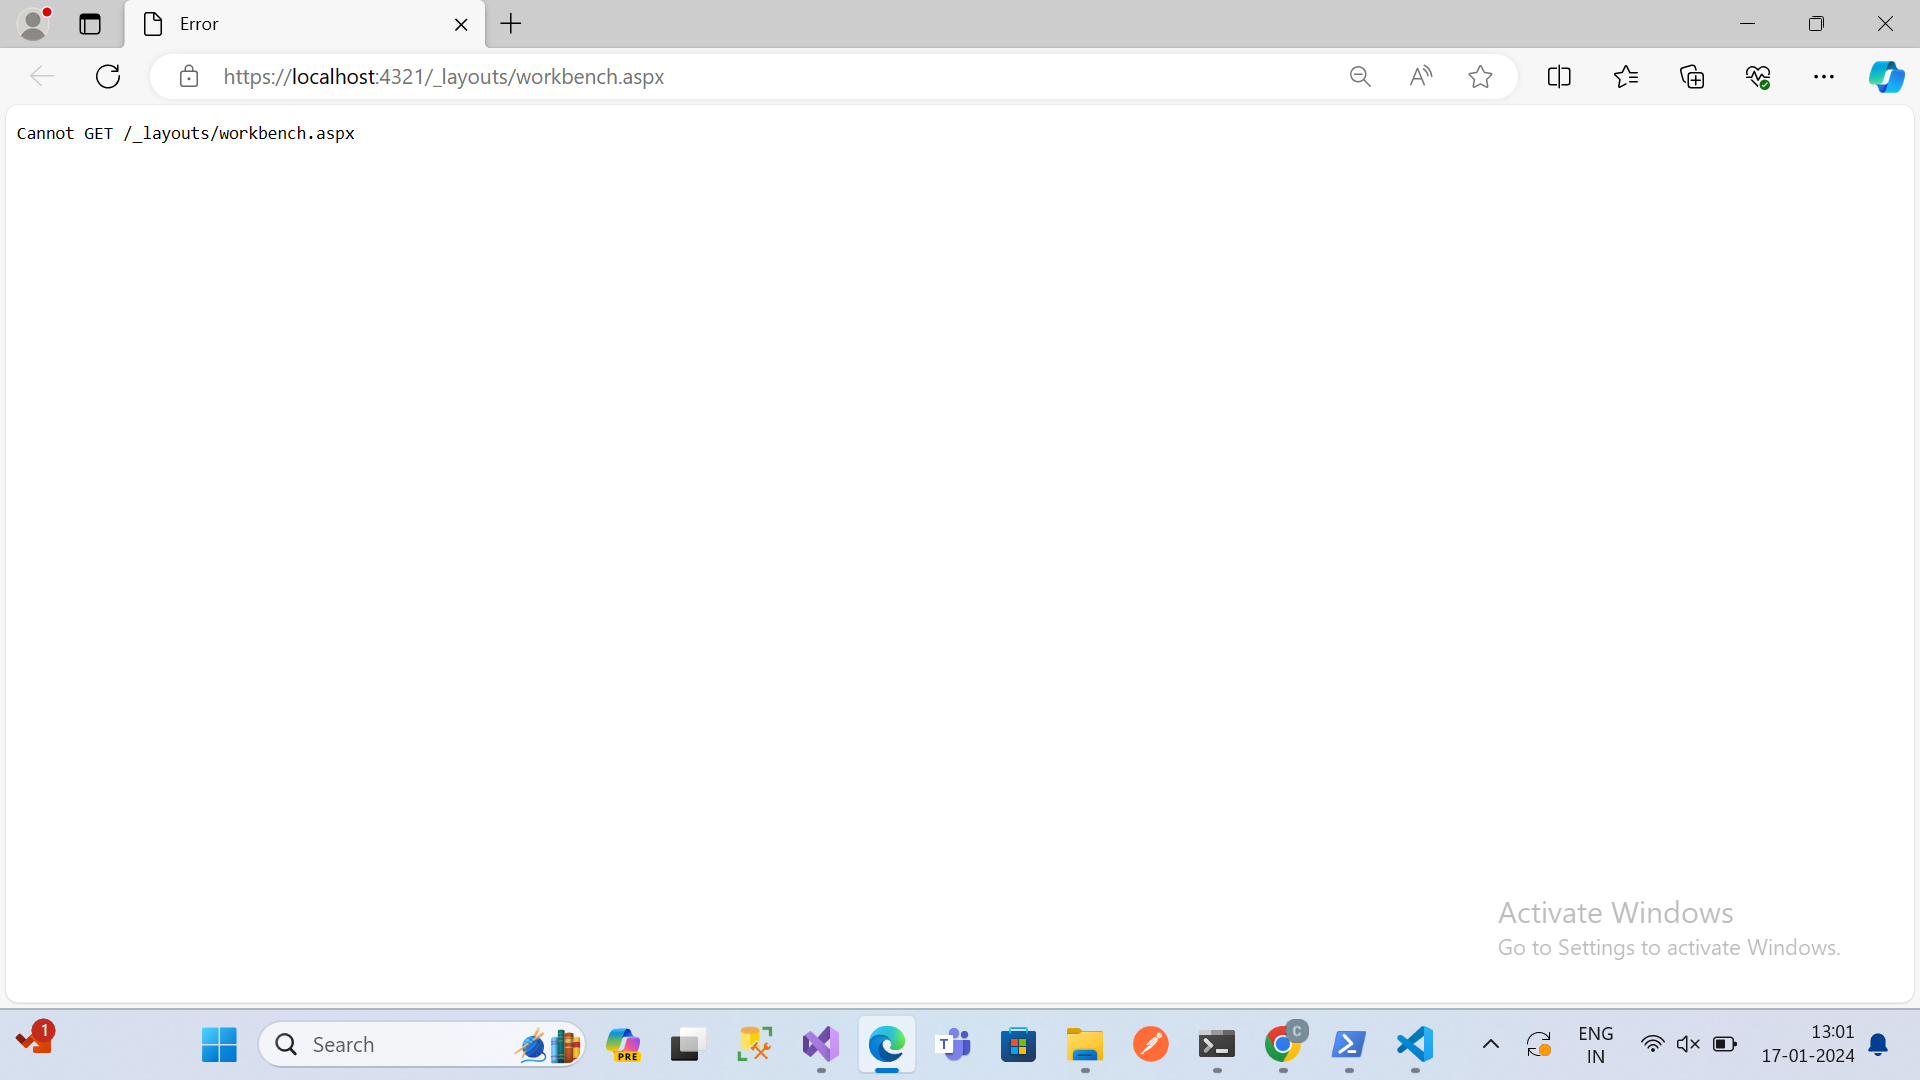 Error
https://localhost:4321/_layouts/workbench.aspx
Cannot GET /_layouts/workbench.aspx
Activate Windows
Go to Settings to activate Windows.
1
Search
PRE
T
C
ENG
IN
13:01
17-01-2024